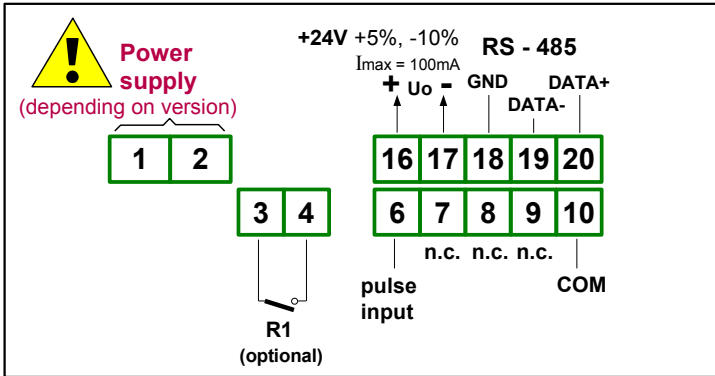 !
Power
supply
(depending on version)
+24V +5%, -10%
Imax = 100mA
+ Uo -
RS - 485
GND
DATA-
DATA+
1 2
16 17 18 19 20
3 4
6 7 8 9 10
n.c. n.c. n.c.
pulse
input
COM
R1
(optional)